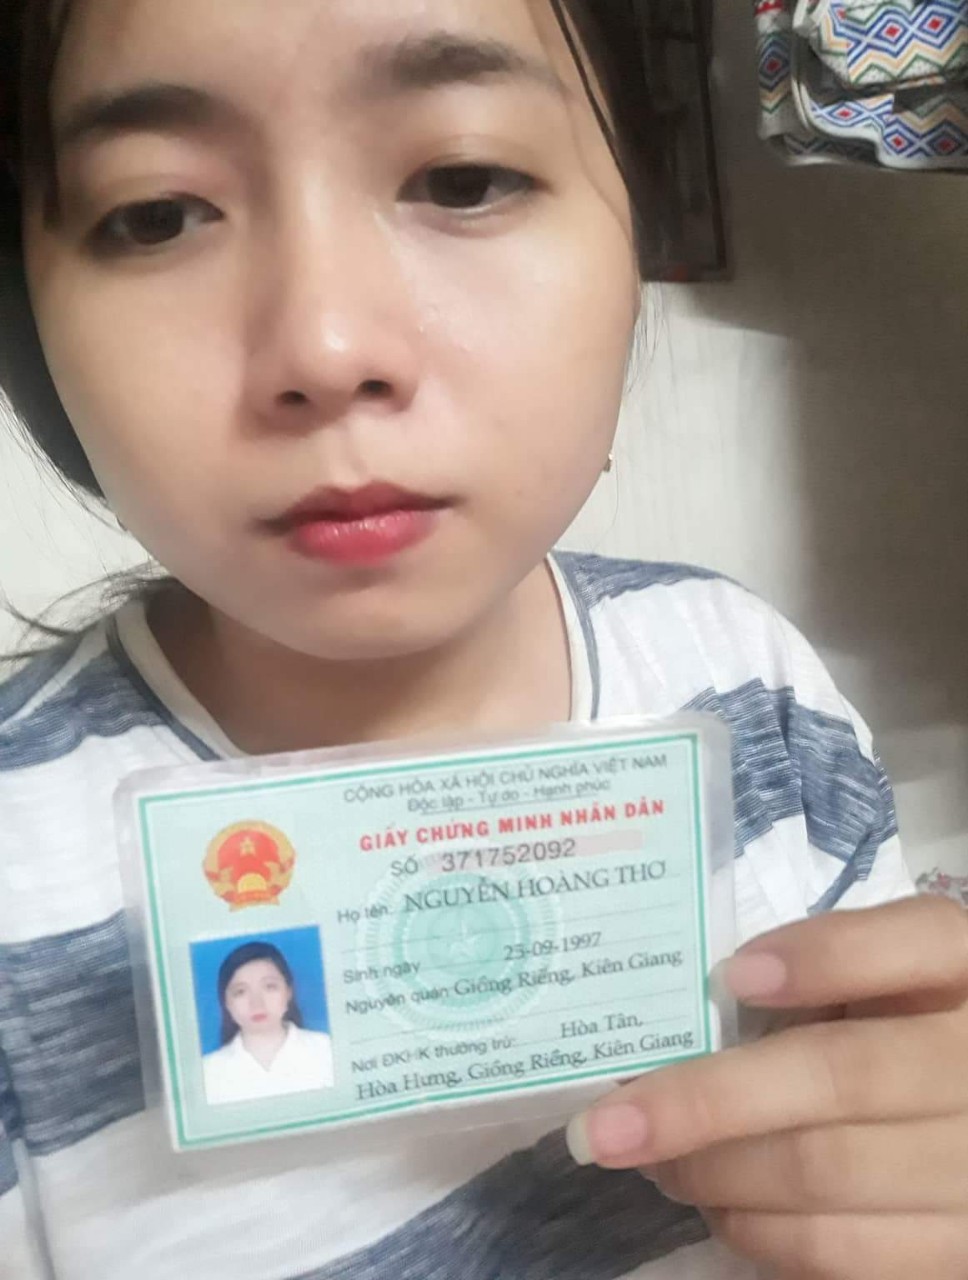 CỘNG HÒA XÃ HỘI CHỦ NGHĨA VIỆT NAM
Độc lập - Tự do - Hạnh phúc
GIẤY CHỨNG MINH NHÂN DÂN
SỐ 371752092
Họ tên: NGUYỄN HOÀNG THƠ
Sinh ngày 25-09-1997
Nguyên quán Giồng Riềng, Kiên Giang
Nơi ĐKHK thường trú: Hòa Tân,
Hòa Hưng, Giồng Riềng, Kiên Giang